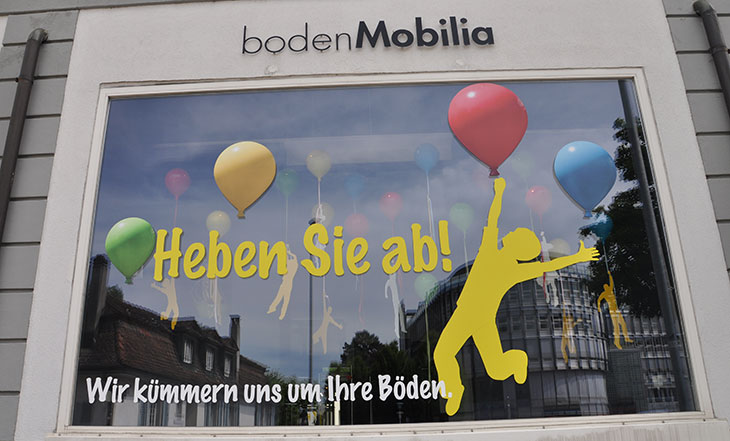 bodenMobilia
Heben Sie ab!
Wir kümmern uns um Ihre Böden.